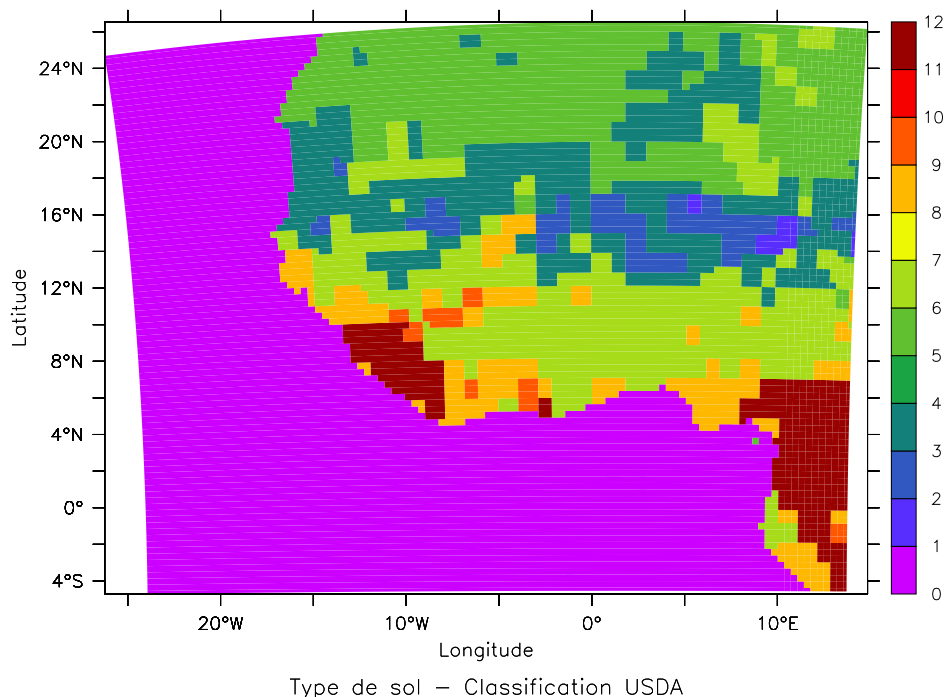 24°N
20°N
16°N
12°N
8°N
4°N
0°
4°S
Latitude
20°W
10°W
0°
10°E
Longitude
12
11
10
9
8
7
6
5
4
3
2
1
0
Type de sol – Classification USDA